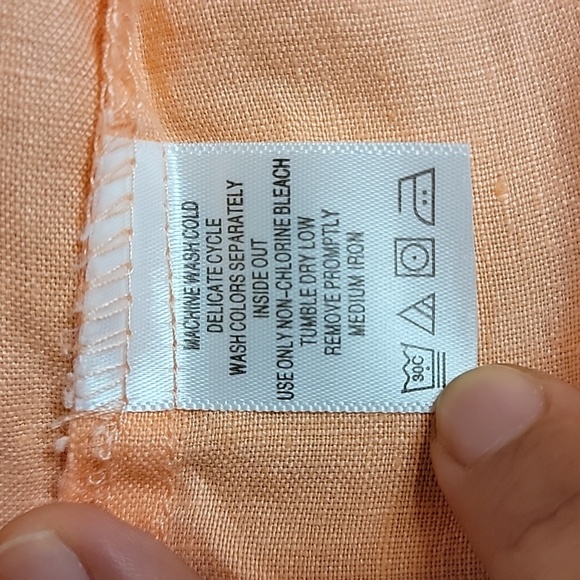 MACHINE WASH COLD
DELICATE CYCLE
WASH COLORS SEPARATELY
INSIDE OUT
USE ONLY NON-CHLORINE BLEACH
TUMBLE DRY LOW
REMOVE PROMPTLY
MEDIUM IRON
30C